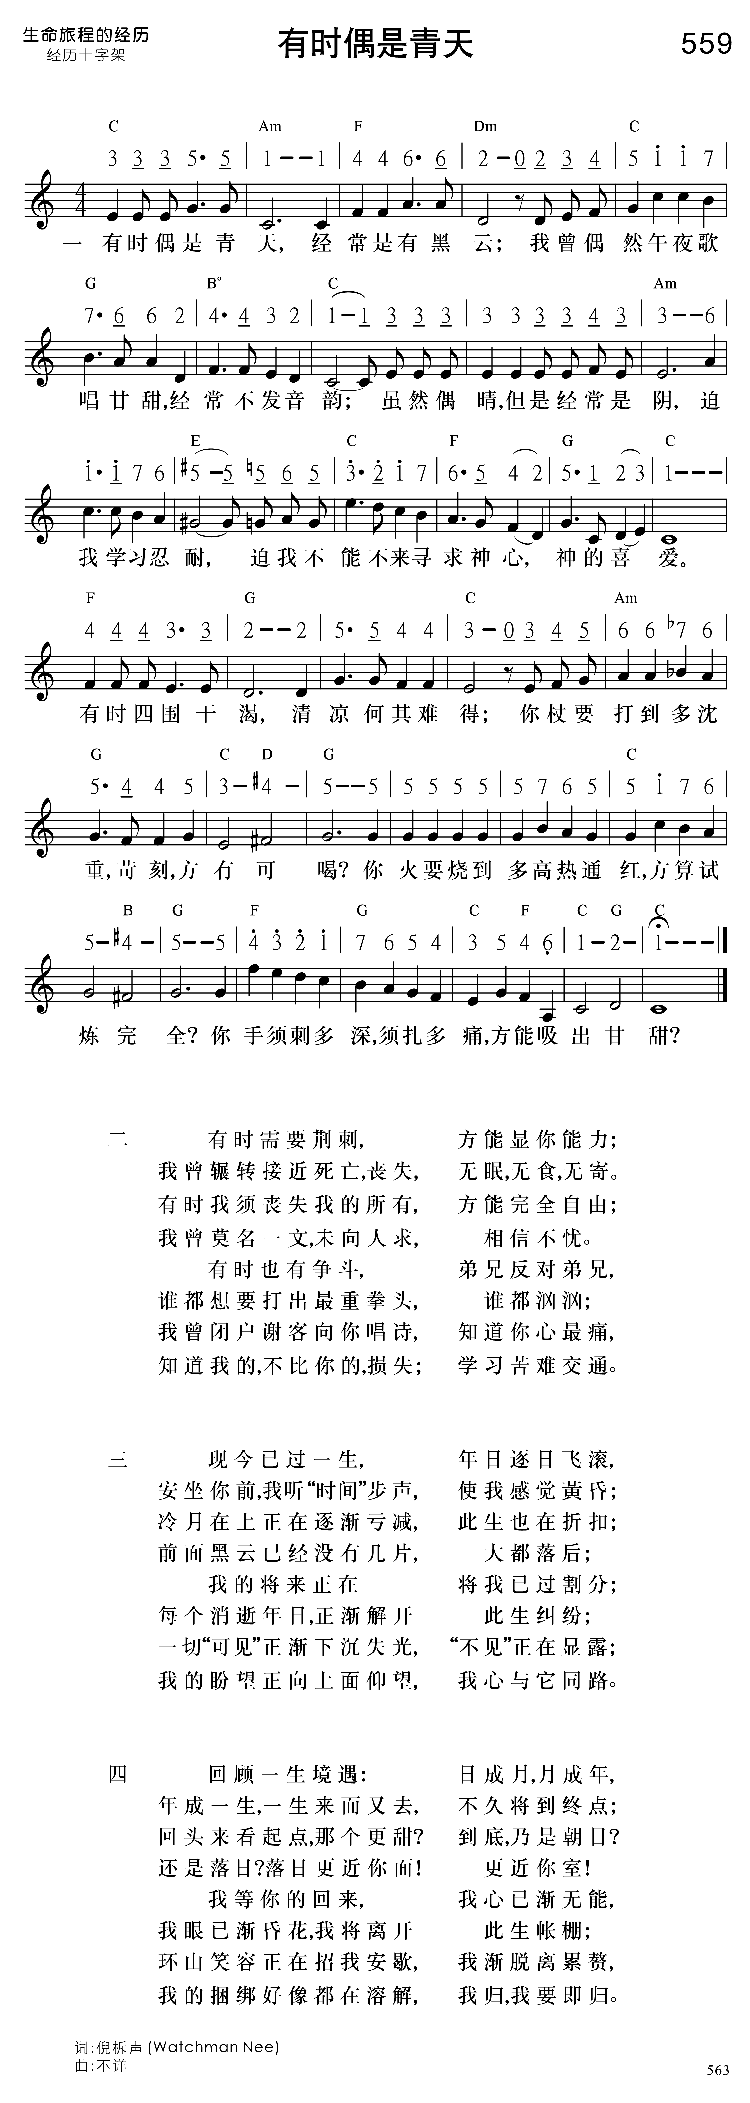 生命旅程的经历
经历十字架
有时偶是青天
559
C Am F Dm C
3 3 3 5• 5 | 1 – – 1 | 4 4 6• 6 | 2 – 0 2 3 4 | 5 i i 7
一 有时偶是青 天, 经 常是有黑 云; 我曾偶 然午夜歌
G B° C Am
7• 6 6 2 | 4• 4 3 2 | 1 – 1 3 3 3 | 3 3 3 3 4 3 | 3 – – 6
唱 甘 甜,经 常 不发音 韵; 虽然偶 晴,但是经常是 阴, 迫
E C F G C
i• i 7 6 | #5 – 5 ♮5 6 5 | 3• 2 i 7 | 6• 5 4 2 | 5• 1 2 3 | 1 – – –
我 学习忍 耐, 迫我不 能不来寻 求神心, 神的喜 爱。
F G C Am
4 4 4 3• 3 | 2 – – 2 | 5• 5 4 4 | 3 – 0 3 4 5 | 6 6 ♭7 6
有时四围干 渴, 清 凉何其难 得; 你杖要 打到多沈
G C D G C
5• 4 4 5 | 3 – #4 – | 5 – – 5 | 5 5 5 5 | 5 7 6 5 | 5 i 7 6
重,苛 刻,方 有 可 喝? 你 火要烧到 多高热通 红,方算试
B G F G C F C G C
5 – #4 – | 5 – – 5 | 4 3 2 i | 7 6 5 4 | 3 5 4 6 | 1 – 2 – | 1 – – –
炼 完 全? 你 手须刺多 深,须扎多 痛,方能吸 出 甘 甜?
二 有时需要荆刺, 方能显你能力;
我曾辗转接近死亡,丧失, 无眠,无食,无寄。
有时我须丧失我的所有, 方能完全自由;
我曾莫名一文,未向人求, 相信不忧。
有时也有争斗, 弟兄反对弟兄,
谁都想要打出最重拳头, 谁都汹汹;
我曾闭户谢客向你唱诗, 知道你心最痛,
知道我的,不比你的,损失; 学习苦难交通。
三 现今已过一生, 年日逐日飞滚,
安坐你前,我听“时间”步声, 使我感觉黄昏;
冷月在上正在逐渐亏减, 此生也在折扣;
前面黑云已经没有几片, 大都落后;
我的将来正在 将我已过割分;
每个消逝年日,正渐解开 此生纠纷;
一切“可见”正渐下沉失光, “不见”正在显露;
我的盼望正向上面仰望, 我心与它同路。
四 回顾一生境遇: 日成月,月成年,
年成一生,一生来而又去, 不久将到终点;
回头来看起点,那个更甜? 到底,乃是朝日?
还是落日?落日更近你面! 更近你室!
我等你的回来, 我心已渐无能,
我眼已渐昏花,我将离开 此生帐棚;
环山笑容正在招我安歇, 我渐脱离累赘,
我的捆绑好像都在溶解, 我归,我要即归。
词:倪柝声 (Watchman Nee)
曲:不详
563